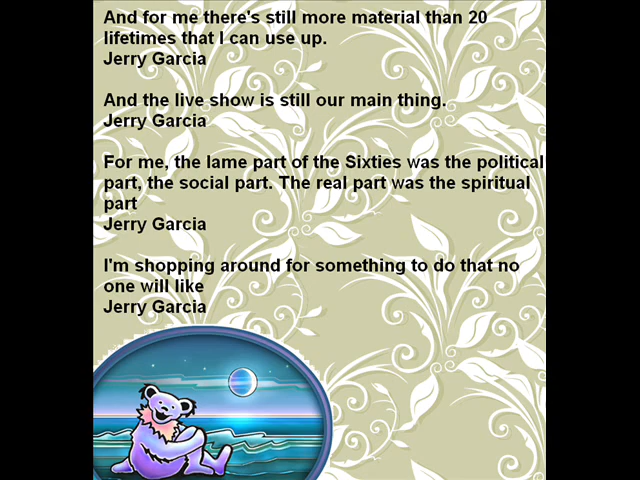 And for me there's still more material than 20
lifetimes that I can use up.
Jerry Garcia
And the live show is still our main thing.
Jerry Garcia
For me, the lame part of the Sixties was the political
part, the social part. The real part was the spiritual
part
Jerry Garcia
I'm shopping around for something to do that no
one will like
Jerry Garcia